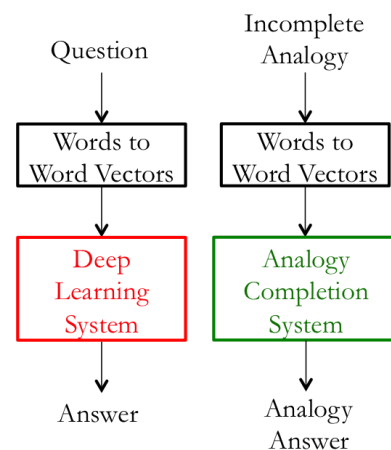 Question
Words to
Word Vectors
Deep
Learning
System
Answer
Incomplete
Analogy
Words to
Word Vectors
Analogy
Completion
System
Analogy
Answer